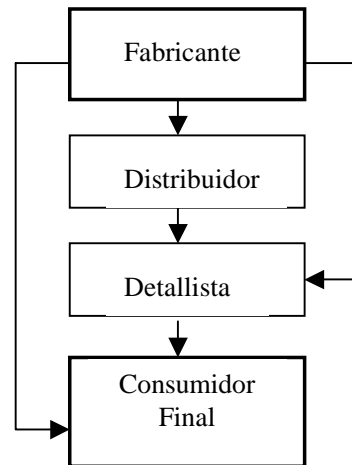 Fabricante
Distribuidor
Detallista
Consumidor
Final